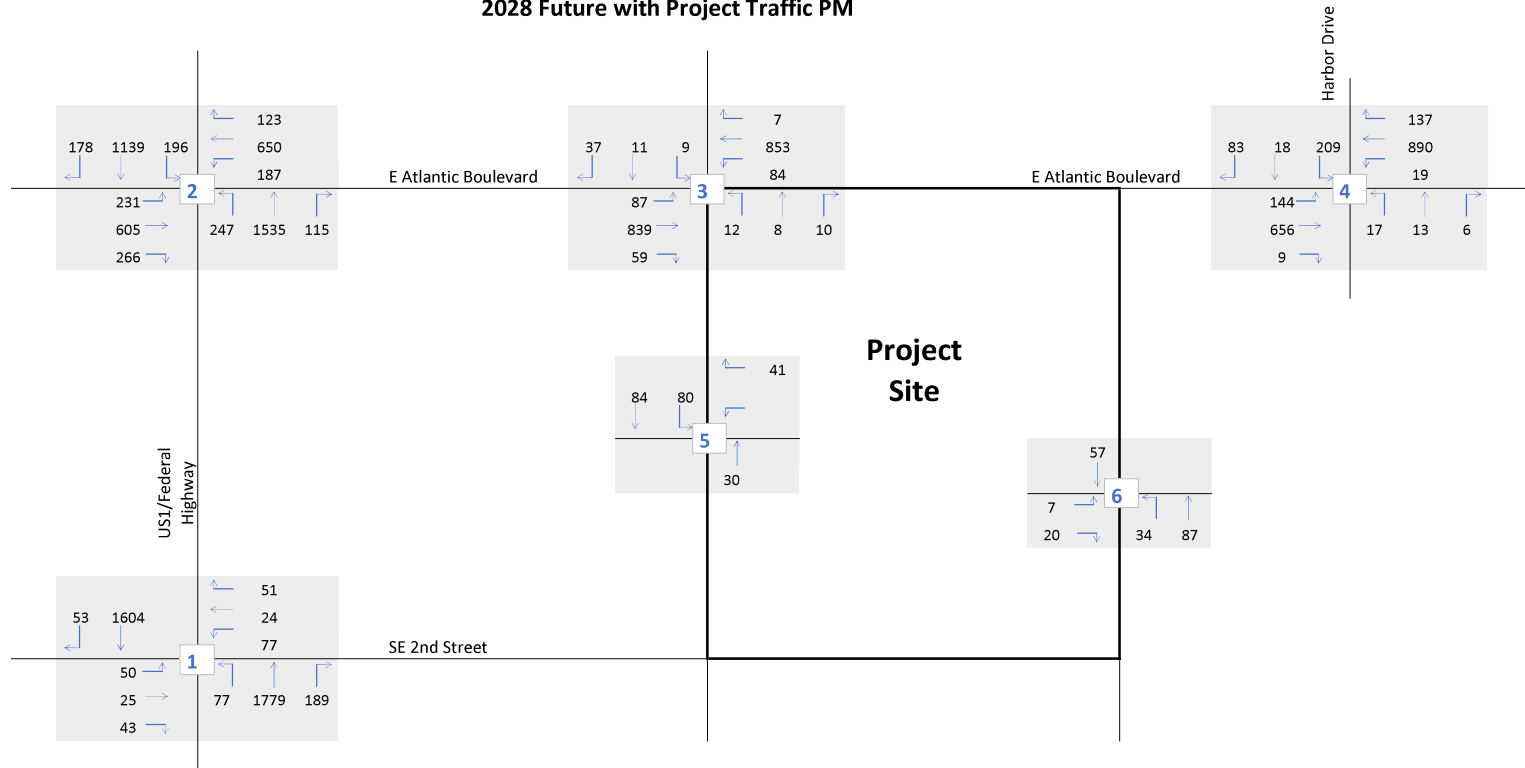 2028 Future with Project Traffic PM
Harbor Drive
123
178 1139 196 650
187
2
231
605 247 1535 115
266
E Atlantic Boulevard
7
37 11 9 853
84
3
87
839 12 8 10
59
E Atlantic Boulevard
137
83 18 209 890
19
4
144
656 17 13 6
9
Project
Site
41
84 80
5
30
57
6
7
20 34 87
US1/Federal
Highway
51
53 1604 24
77
1
50
25 77 1779 189
43
SE 2nd Street